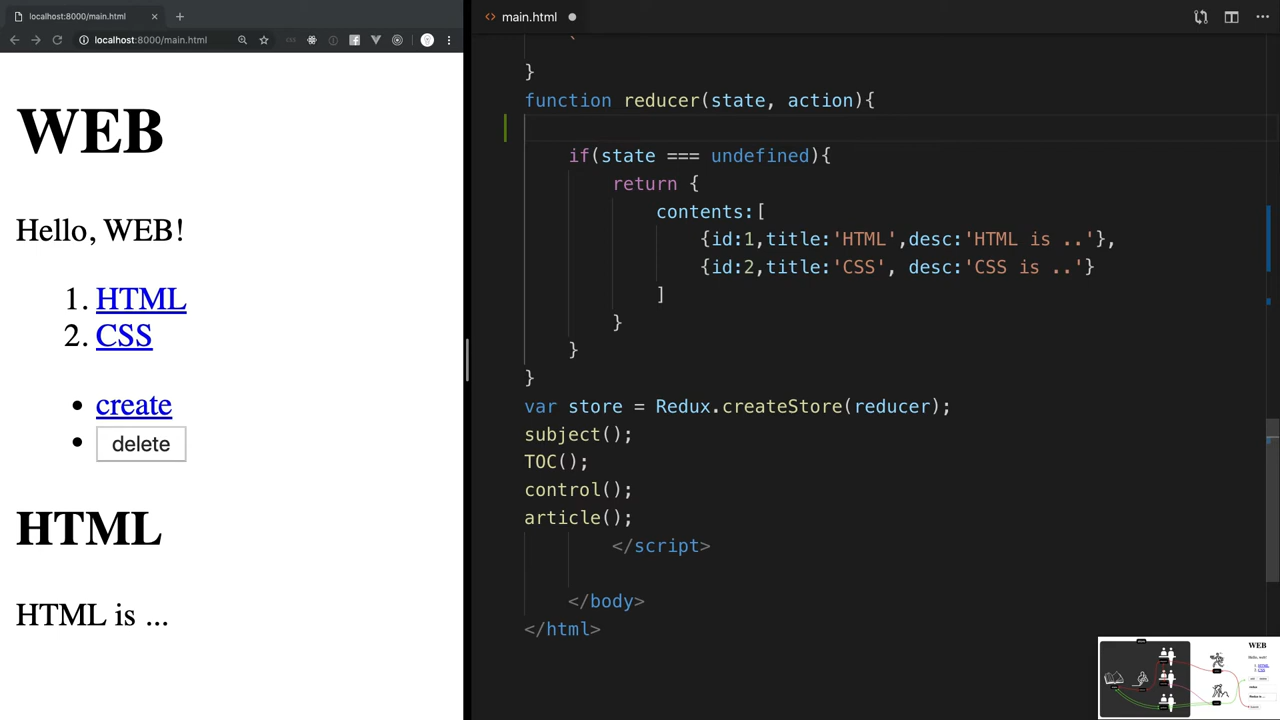 localhost:8000/main.html
localhost:8000/main.html
WEB
Hello, WEB!
1. HTML
2. CSS
create
delete
HTML
HTML is ...
main.html
`
}
function reducer(state, action){
if(state === undefined){
return {
contents:[
{id:1,title:'HTML',desc:'HTML is ..'},
{id:2,title:'CSS', desc:'CSS is ..'}
]
}
}
}
var store = Redux.createStore(reducer);
subject();
TOC();
control();
article();
</script>
</body>
</html>
WEB